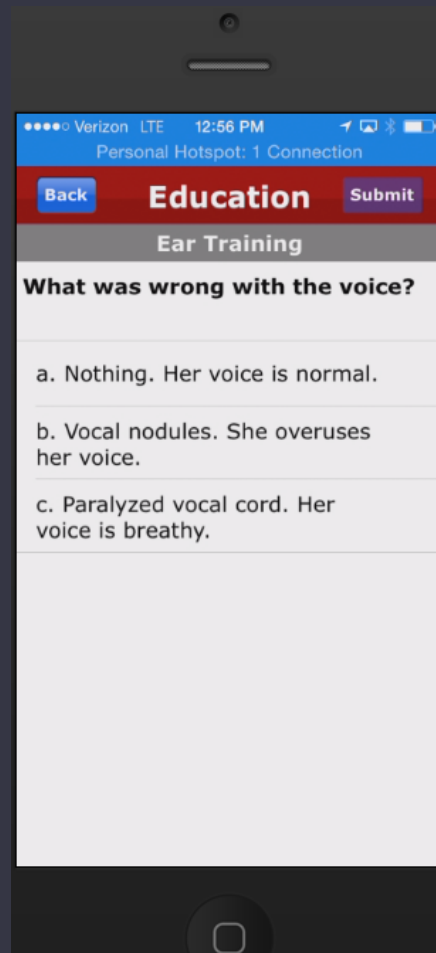 Verizon LTE 12:56 PM
Personal Hotspot: 1 Connection
Back Education Submit
Ear Training
What was wrong with the voice?
a. Nothing. Her voice is normal.
b. Vocal nodules. She overuses
her voice.
c. Paralyzed vocal cord. Her
voice is breathy.